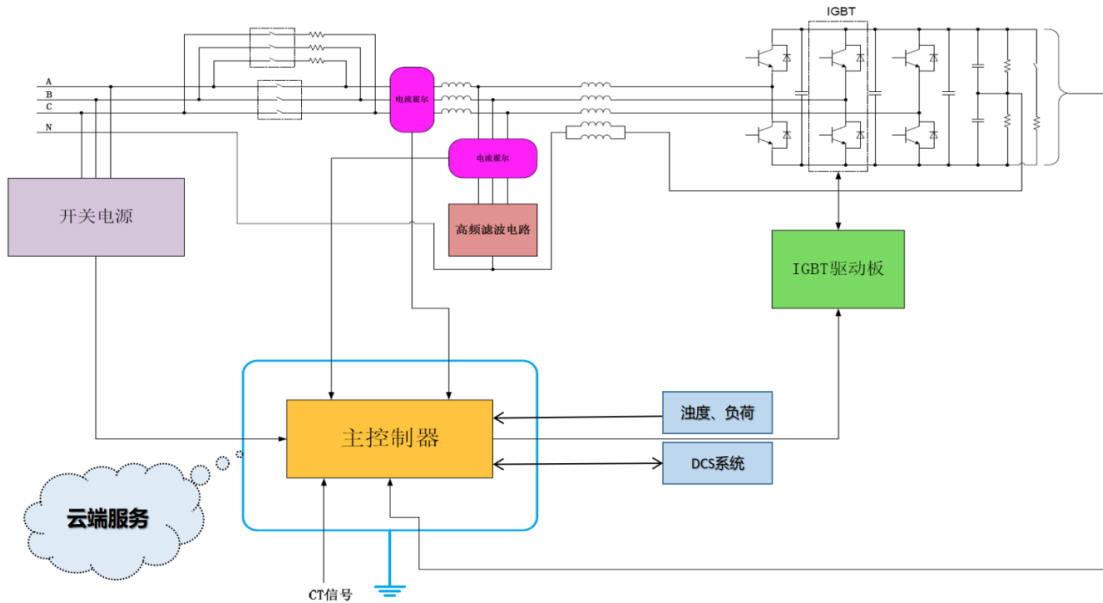 IGBT
A
B
C
N
电流霍尔
电流霍尔
开关电源
高频滤波电路
IGBT驱动板
浊度、负荷
主控制器
DCS系统
云端服务
CT信号